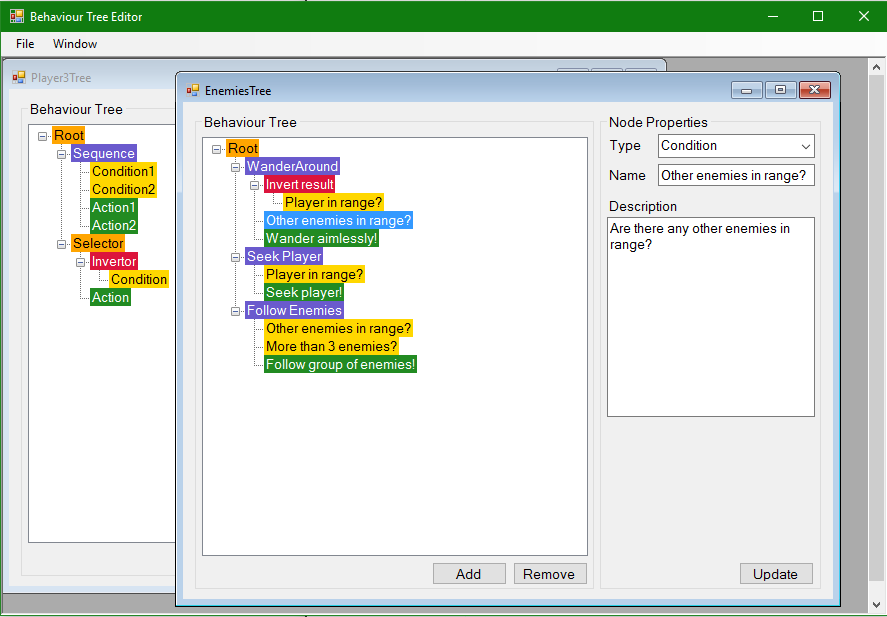 Behaviour Tree Editor
File Window
Player3Tree
Behaviour Tree
Root
Sequence
Condition1
Condition2
Action1
Action2
Selector
Invertor
Condition
Action
EnemiesTree
Behaviour Tree
Root
WanderAround
Invert result
Player in range?
Other enemies in range?
Wander aimlessly!
Seek Player
Player in range?
Seek player!
Follow Enemies
Other enemies in range?
More than 3 enemies?
Follow group of enemies!
Add Remove
Node Properties
Type Condition
Name Other enemies in range?
Description
Are there any other enemies in
range?
Update